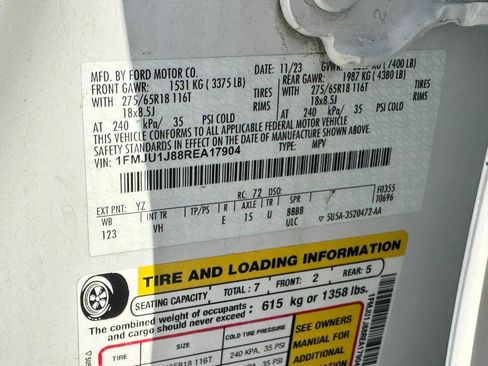 MFD. BY FORD MOTOR CO. 11/23 GVWR: KG (7400 LB)
FRONT GAWR: 1531 KG (3375 LB) REAR GAWR: 1987 KG (4380 LB)
WITH 275/65R18 116T TIRES WITH 275/65R18 116T TIRES
18x8.5J RIMS 18x8.5J RIMS
AT 240 kPa/ 35 PSI COLD AT 240 kPa/ 35 PSI COLD
THIS VEHICLE CONFORMS TO ALL APPLICABLE FEDERAL MOTOR VEHICLE
SAFETY STANDARDS IN EFFECT ON THE DATE OF MANUFACTURE SHOWN ABOVE.
VIN: 1FMJU1J88REA17904 TYPE: MPV
F0355
10696
EXT PNT: YZ RC: 72 DSO:
WB INT TR TP/PS R AXLE TR SPR
123 VH E 15 U BBBB
ULC ▽ 5USA-3520472-AA
TIRE AND LOADING INFORMATION
SEATING CAPACITY TOTAL: 7 FRONT: 2 REAR: 5
The combined weight of occupants
and cargo should never exceed 615 kg or 1358 lbs.
TIRE COLD TIRE PRESSURE
116T 240 KPA, 35 PSI
35 PSI
SEE OWNERS
MANUAL FOR
ADDITIONAL
1FMJU1J88REA17904